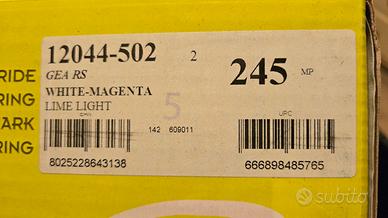 RIDE
RING
ARK
RING
12044-502 2
GEA RS
WHITE-MAGENTA
LIME LIGHT
245 MP
5
142 609011
UPC
8025228643138
666898485765
subito